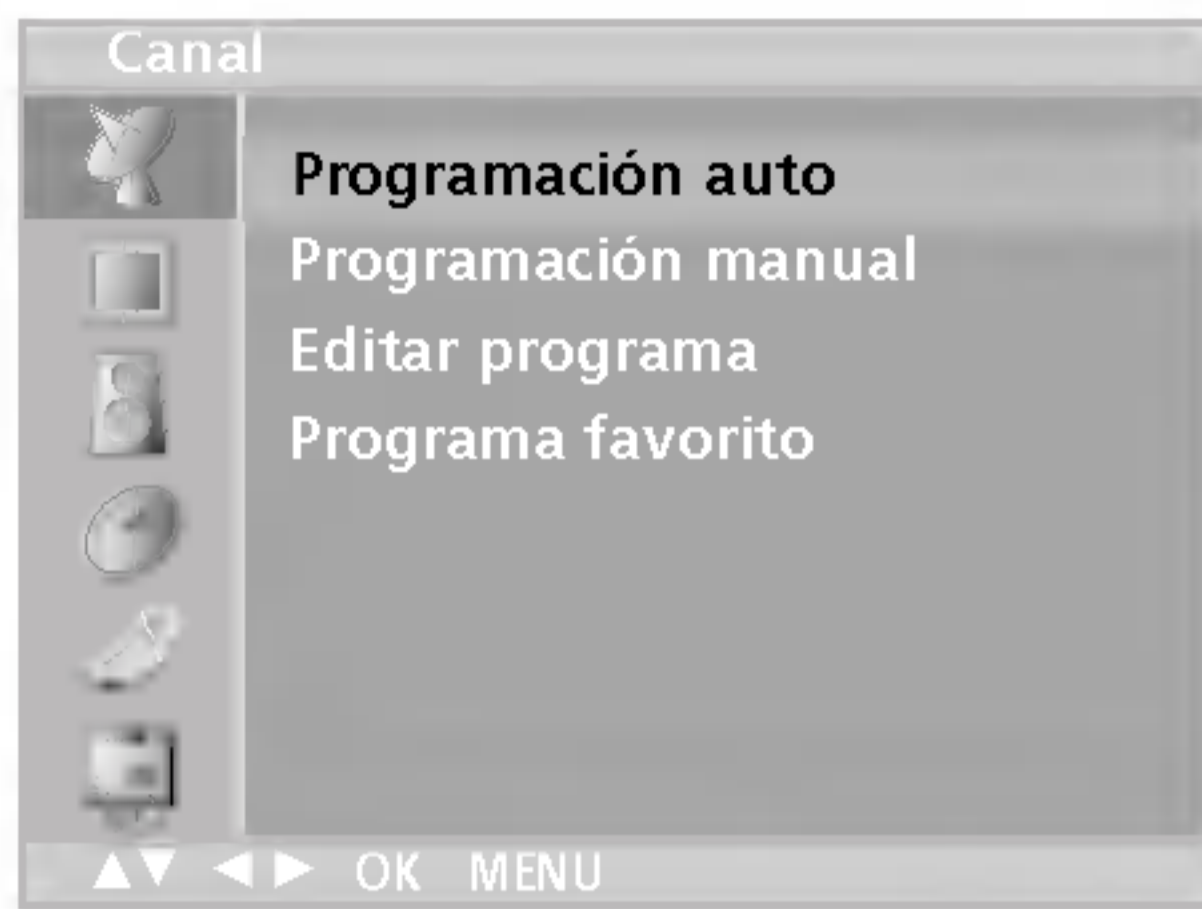 Canal
Programación auto
Programación manual
Editar programa
Programa favorito
▲▼ ◀ ▶ OK MENU